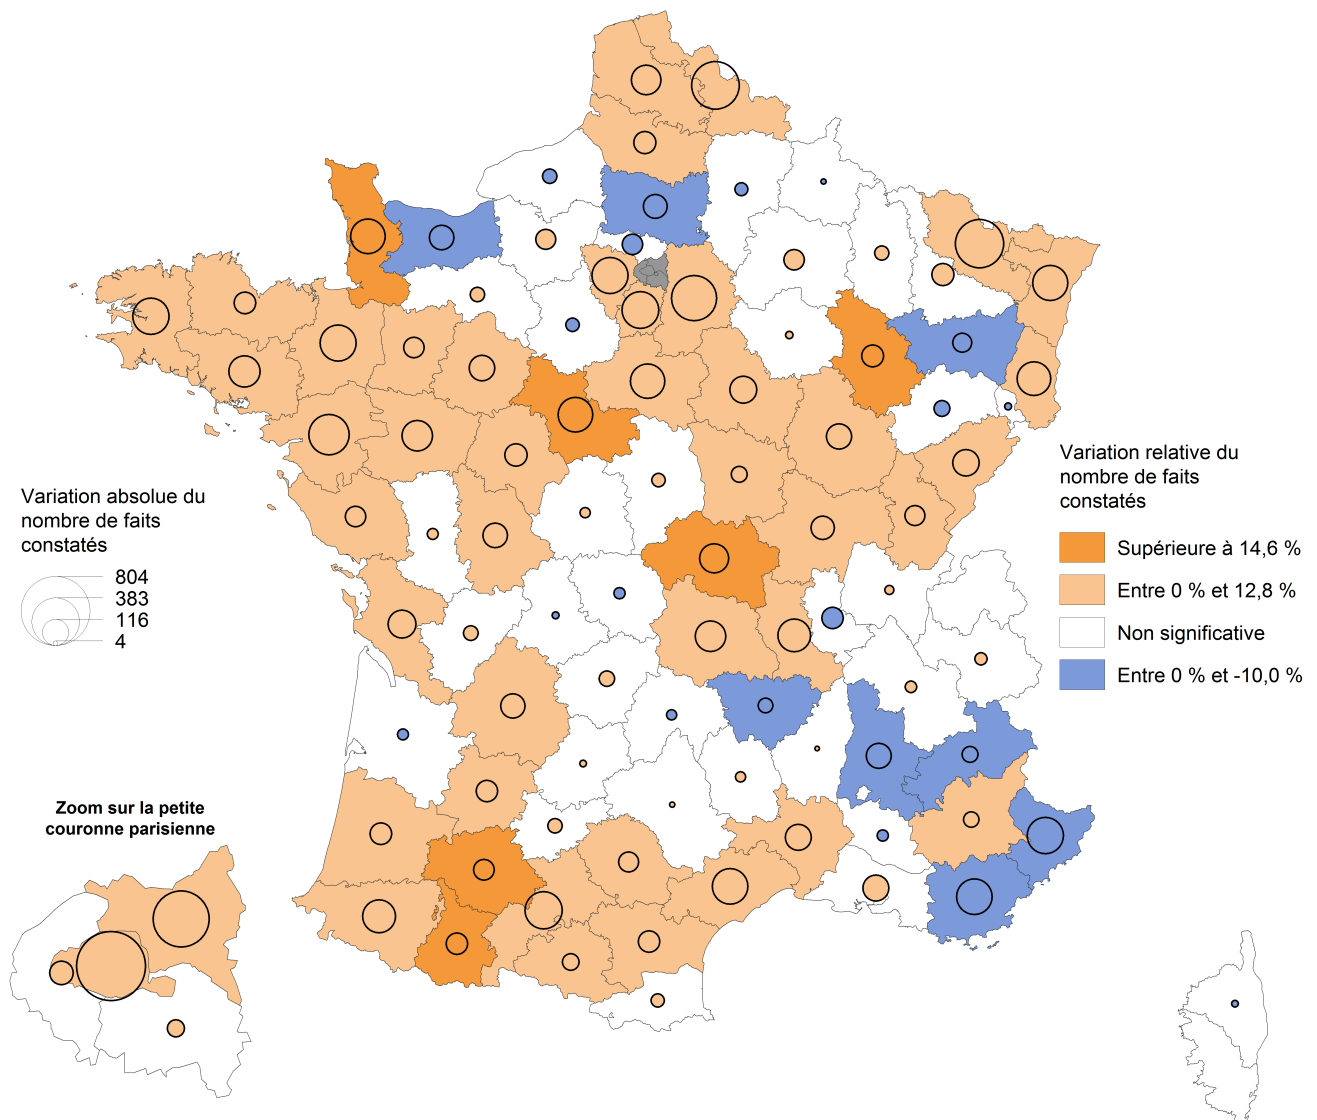 Variation relative du
nombre de faits
constatés
Supérieure à 14,6 %
Entre 0 % et 12,8 %
Non significative
Entre 0 % et -10,0 %
Variation absolue du
nombre de faits
constatés
804
383
116
4
Zoom sur la petite
couronne parisienne